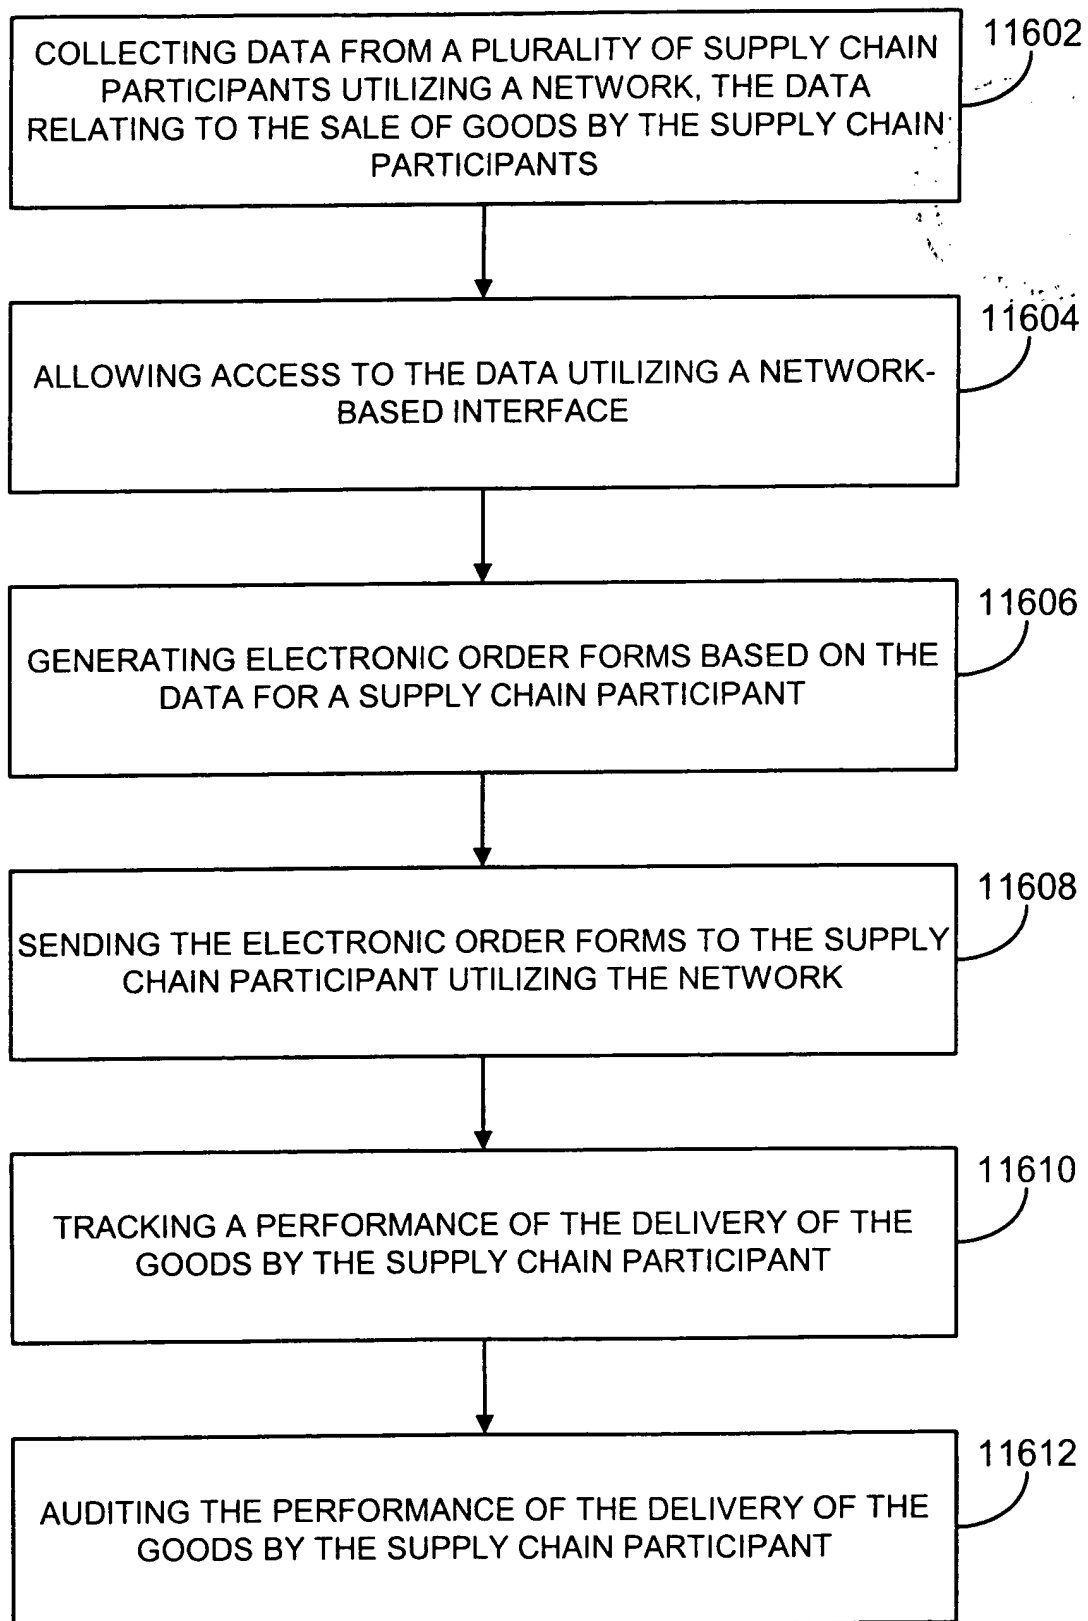 11602
COLLECTING DATA FROM A PLURALITY OF SUPPLY CHAIN
PARTICIPANTS UTILIZING A NETWORK, THE DATA
RELATING TO THE SALE OF GOODS BY THE SUPPLY CHAIN
PARTICIPANTS
11604
ALLOWING ACCESS TO THE DATA UTILIZING A NETWORK-
BASED INTERFACE
11606
GENERATING ELECTRONIC ORDER FORMS BASED ON THE
DATA FOR A SUPPLY CHAIN PARTICIPANT
11608
SENDING THE ELECTRONIC ORDER FORMS TO THE SUPPLY
CHAIN PARTICIPANT UTILIZING THE NETWORK
11610
TRACKING A PERFORMANCE OF THE DELIVERY OF THE
GOODS BY THE SUPPLY CHAIN PARTICIPANT
11612
AUDITING THE PERFORMANCE OF THE DELIVERY OF THE
GOODS BY THE SUPPLY CHAIN PARTICIPANT